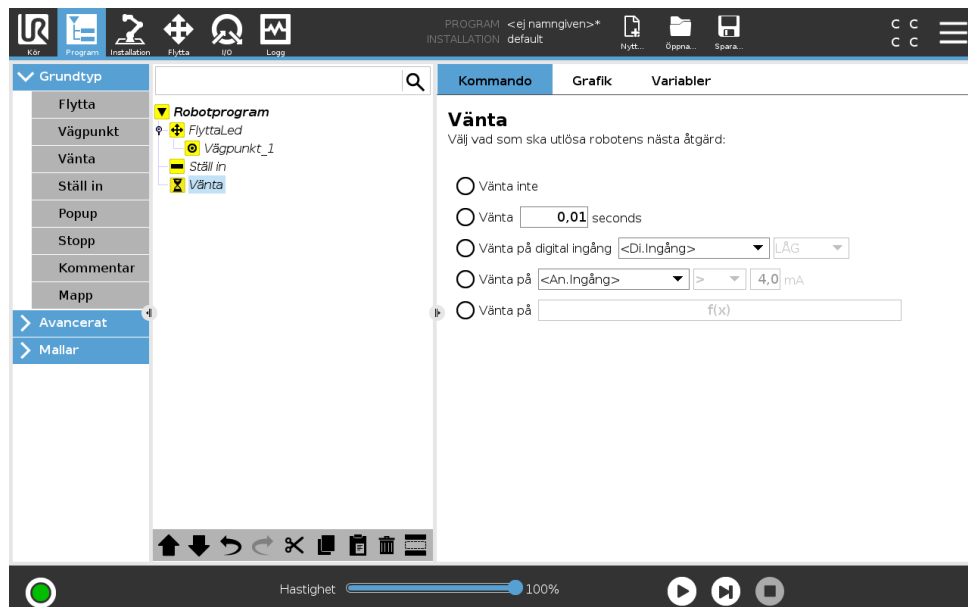 UR
Kör
Program
Installation
Flytta
I/O
Logg
PROGRAM <ej namngiven>*
INSTALLATION default
Nytt...
Öppna...
Spara...
C C
C C
Grundtyp
Flytta
Vägpunkt
Vänta
Ställ in
Popup
Stopp
Kommentar
Mapp
Avancerat
Mallar
Robotprogram
FlyttaLed
Vägpunkt_1
Ställ in
Vänta
Kommando Grafik Variabler
Vänta
Välj vad som ska utlösa robotens nästa åtgärd:
Vänta inte
Vänta 0,01 seconds
Vänta på digital ingång <Di.Ingång> LÅG
Vänta på <An.Ingång> > 4,0 mA
Vänta på f(x)
Hastighet 100%